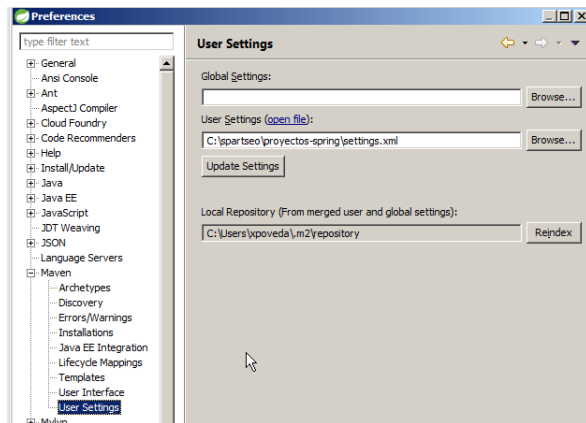 Preferences
type filter text
General
Ansi Console
Ant
AspectJ Compiler
Cloud Foundry
Code Recommenders
Help
Install/Update
Java
Java EE
JavaScript
JDT Weaving
JSON
Language Servers
Maven
Archetypes
Discovery
Errors/Warnings
Installations
Java EE Integration
Lifecycle Mappings
Templates
User Interface
User Settings
Mylyn
User Settings
Global Settings:
Browse...
User Settings (open file):
C:\spartseo\proyectos-spring\settings.xml
Browse...
Update Settings
Local Repository (From merged user and global settings):
C:\Users\xpoveda\.m2\repository
Reindex